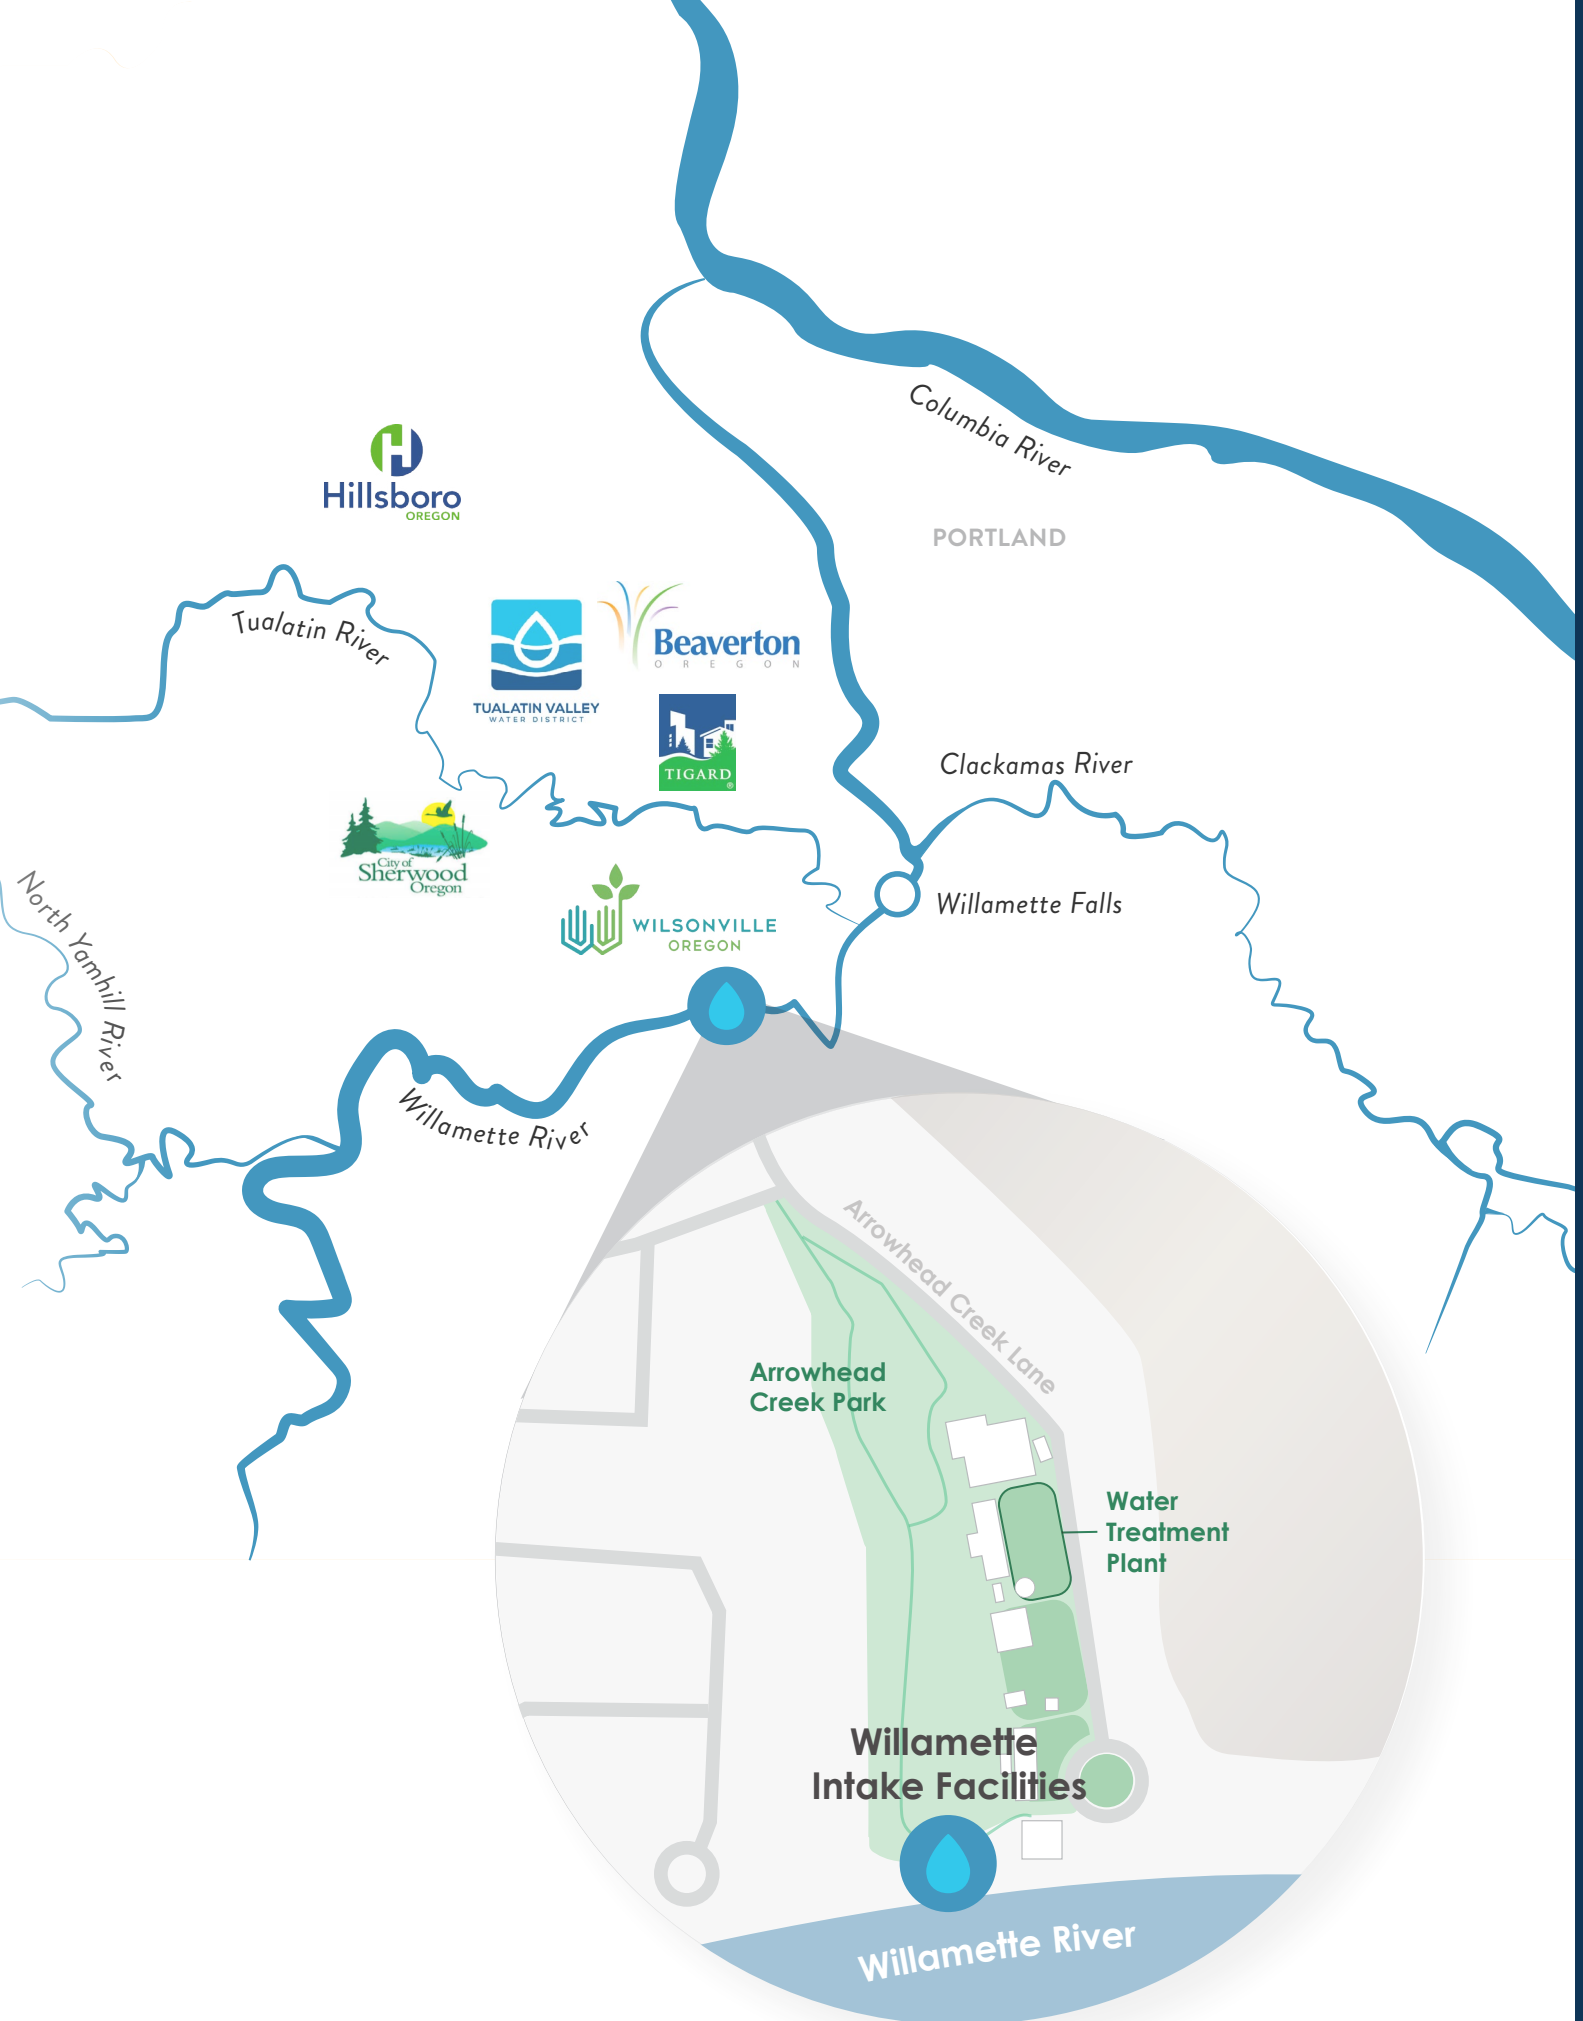 Columbia River
Hillsboro
OREGON
PORTLAND
Tualatin River
Beaverton
OREGON
TUALATIN VALLEY
WATER DISTRICT
TIGARD
®
Clackamas River
City of
Sherwood
Oregon
North Yamhill River
Willamette Falls
WILSONVILLE
OREGON
Willamette River
Arrowhead Creek Lane
Arrowhead
Creek Park
Water
Treatment
Plant
Willamette
Intake Facilities
Willamette River